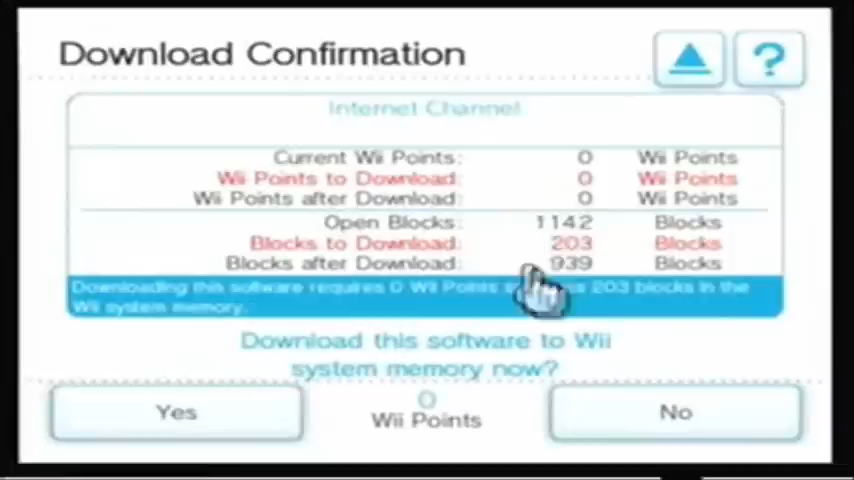 Download Confirmation
?
Internet Channel
Current Wii Points: 0 Wii Points
Wii Points to Download: 0 Wii Points
Wii Points after Download: 0 Wii Points
Open Blocks: 1142 Blocks
Blocks to Download: 203 Blocks
Blocks after Download: 939 Blocks
Downloading this software requires 0 Wii Points 203 blocks in the
Wii system memory.
Download this software to Wii
system memory now?
Yes
0
Wii Points
No